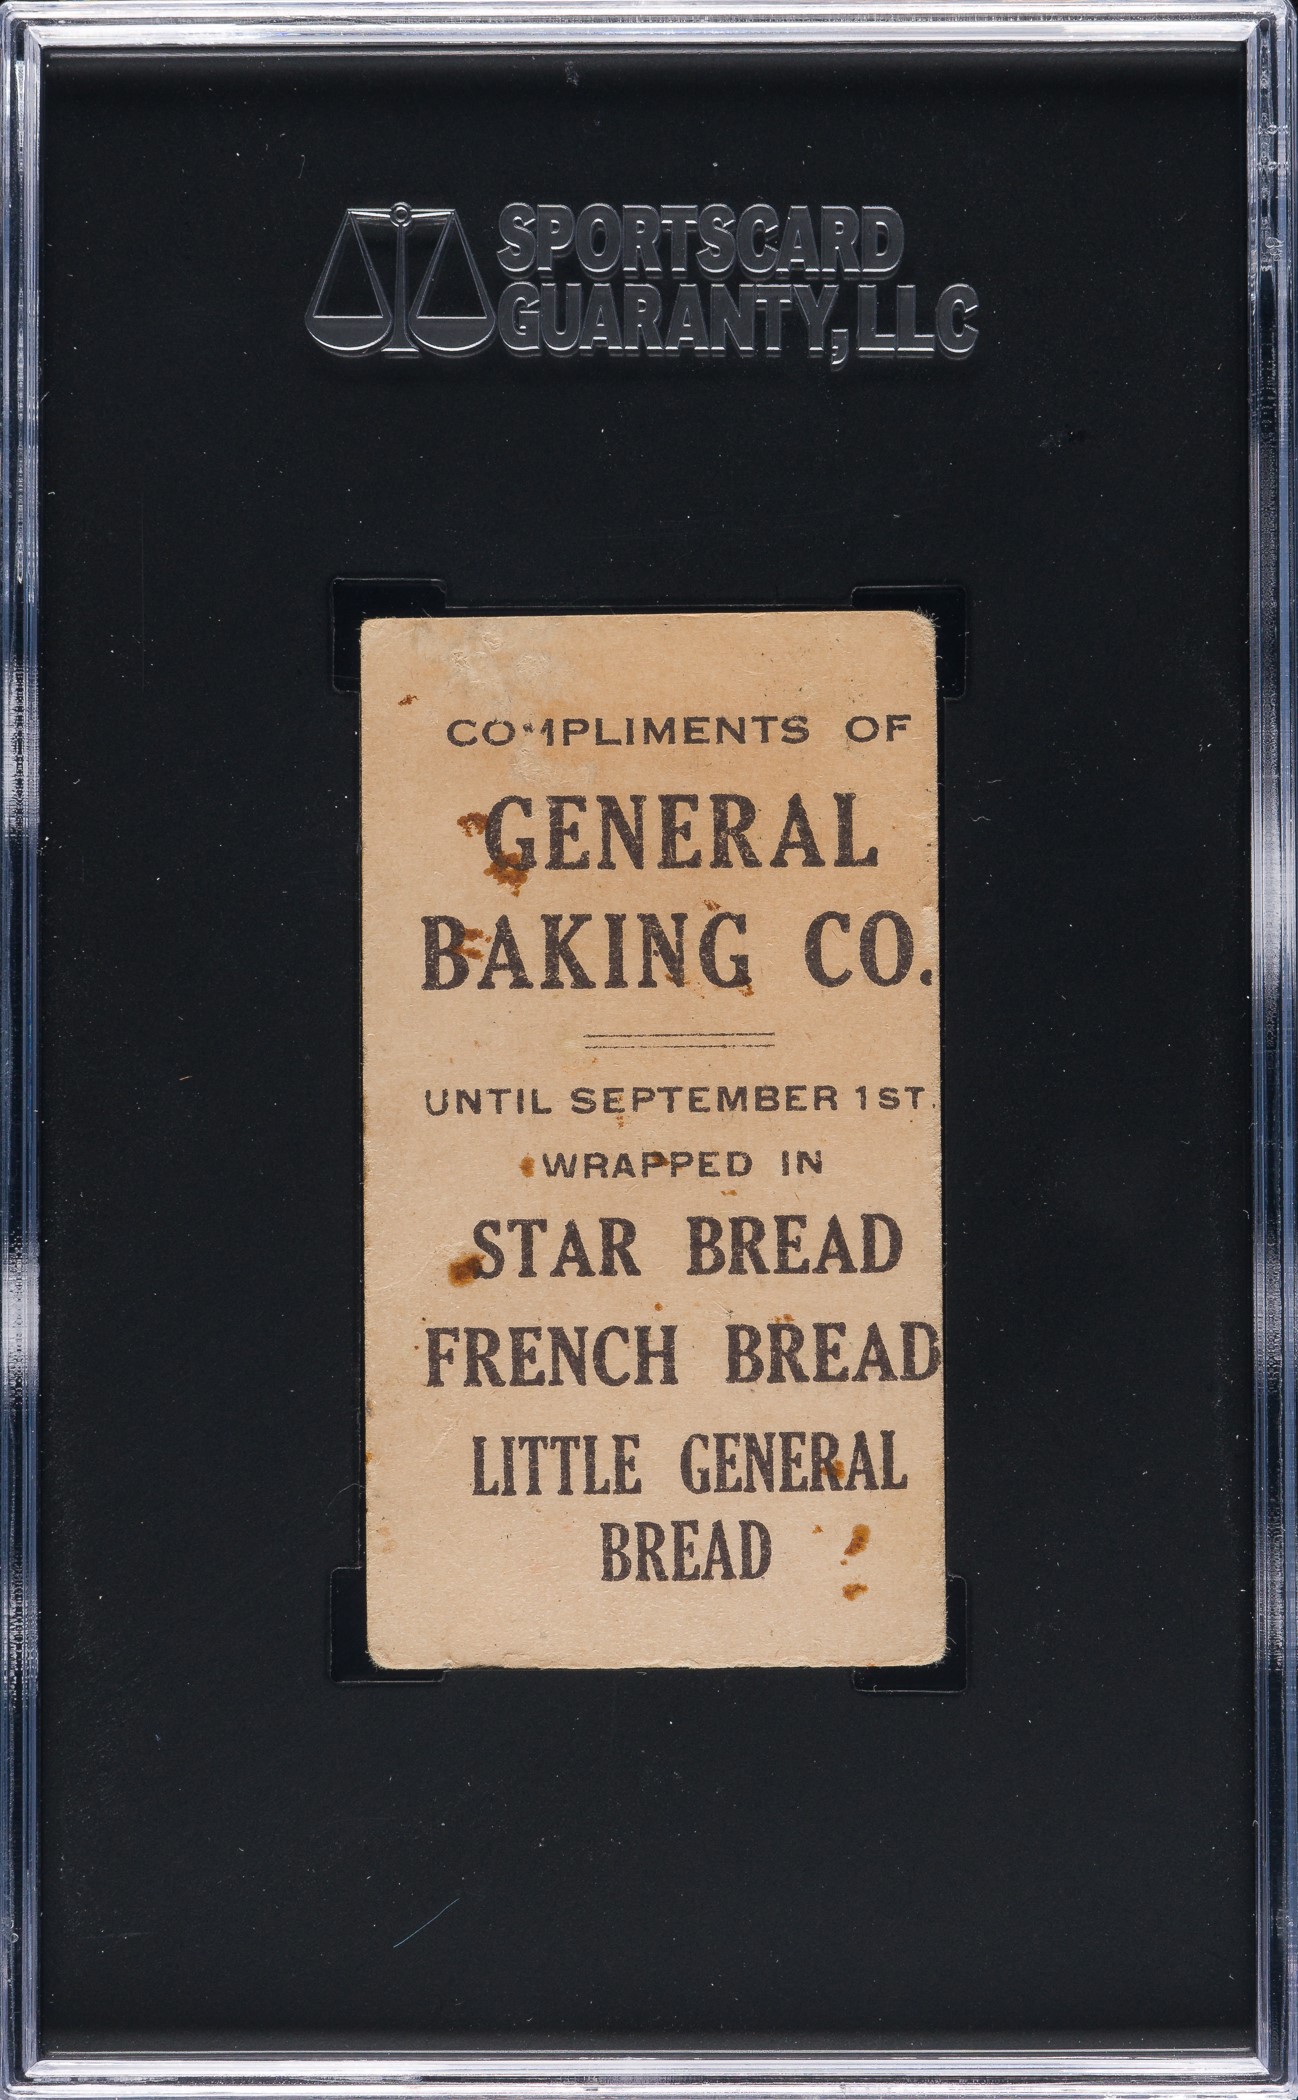 SPORTSCARD
GUARANTY, LLC
COMPLIMENTS OF
GENERAL
BAKING CO.
UNTIL SEPTEMBER 1ST.
WRAPPED IN
STAR BREAD
FRENCH BREAD
LITTLE GENERAL
BREAD